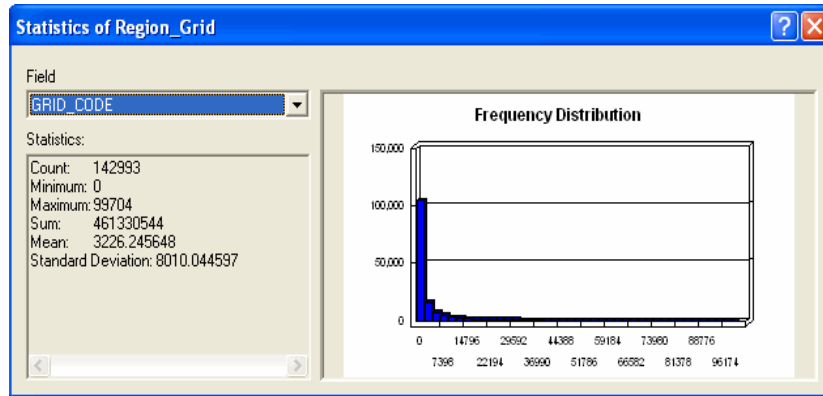 Statistics of Region_Grid
Field
GRID_CODE
Statistics:
Count: 142993
Minimum: 0
Maximum: 99704
Sum: 461330544
Mean: 3226.245648
Standard Deviation: 8010.044597
Frequency Distribution
150,000
100,000
50,000
0
0 14796 29592 44388 59184 73980 88776
7398 22194 36990 51786 66582 81378 96174